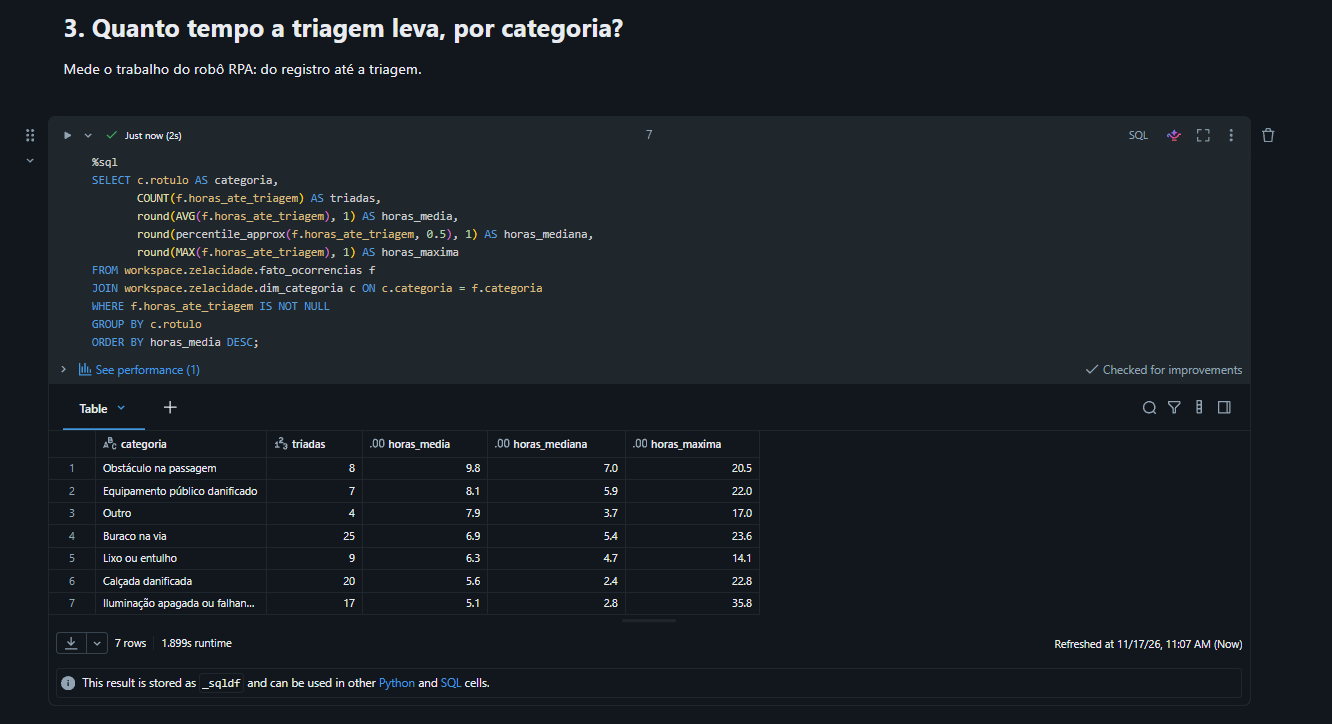 3. Quanto tempo a triagem leva, por categoria?
Mede o trabalho do robô RPA: do registro até a triagem.
Just now (2s)
7
SQL
%sql
SELECT c.rotulo AS categoria,
COUNT(f.horas_ate_triagem) AS triadas,
round(AVG(f.horas_ate_triagem), 1) AS horas_media,
round(percentile_approx(f.horas_ate_triagem, 0.5), 1) AS horas_mediana,
round(MAX(f.horas_ate_triagem), 1) AS horas_maxima
FROM workspace.zelacidade.fato_ocorrencias f
JOIN workspace.zelacidade.dim_categoria c ON c.categoria = f.categoria
WHERE f.horas_ate_triagem IS NOT NULL
GROUP BY c.rotulo
ORDER BY horas_media DESC;
See performance (1)
Checked for improvements
Table
categoria 123 triadas .00 horas_media .00 horas_mediana .00 horas_maxima
1 Obstáculo na passagem 8 9.8 7.0 20.5
2 Equipamento público danificado 7 8.1 5.9 22.0
3 Outro 4 7.9 3.7 17.0
4 Buraco na via 25 6.9 5.4 23.6
5 Lixo ou entulho 9 6.3 4.7 14.1
6 Calçada danificada 20 5.6 2.4 22.8
7 Iluminação apagada ou falhan... 17 5.1 2.8 35.8
7 rows 1.899s runtime
Refreshed at 11/17/26, 11:07 AM (Now)
This result is stored as _sqldf and can be used in other Python and SQL cells.